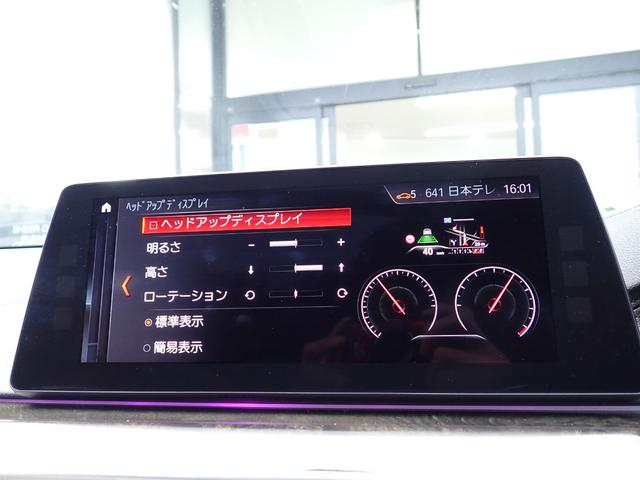 ヘッドアップディスプレイ
5 641 日本テレ 16:01
ヘッドアップディスプレイ
明るさ - +
高さ
ローテーション
標準表示
簡易表示
40